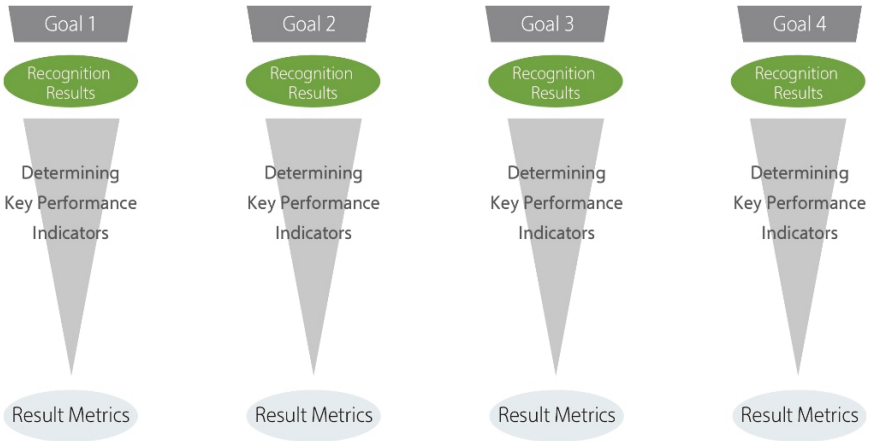 Goal 1
Recognition
Results
Determining
Key Performance
Indicators
Result Metrics
Goal 2
Recognition
Results
Determining
Key Performance
Indicators
Result Metrics
Goal 3
Recognition
Results
Determining
Key Performance
Indicators
Result Metrics
Goal 4
Recognition
Results
Determining
Key Performance
Indicators
Result Metrics